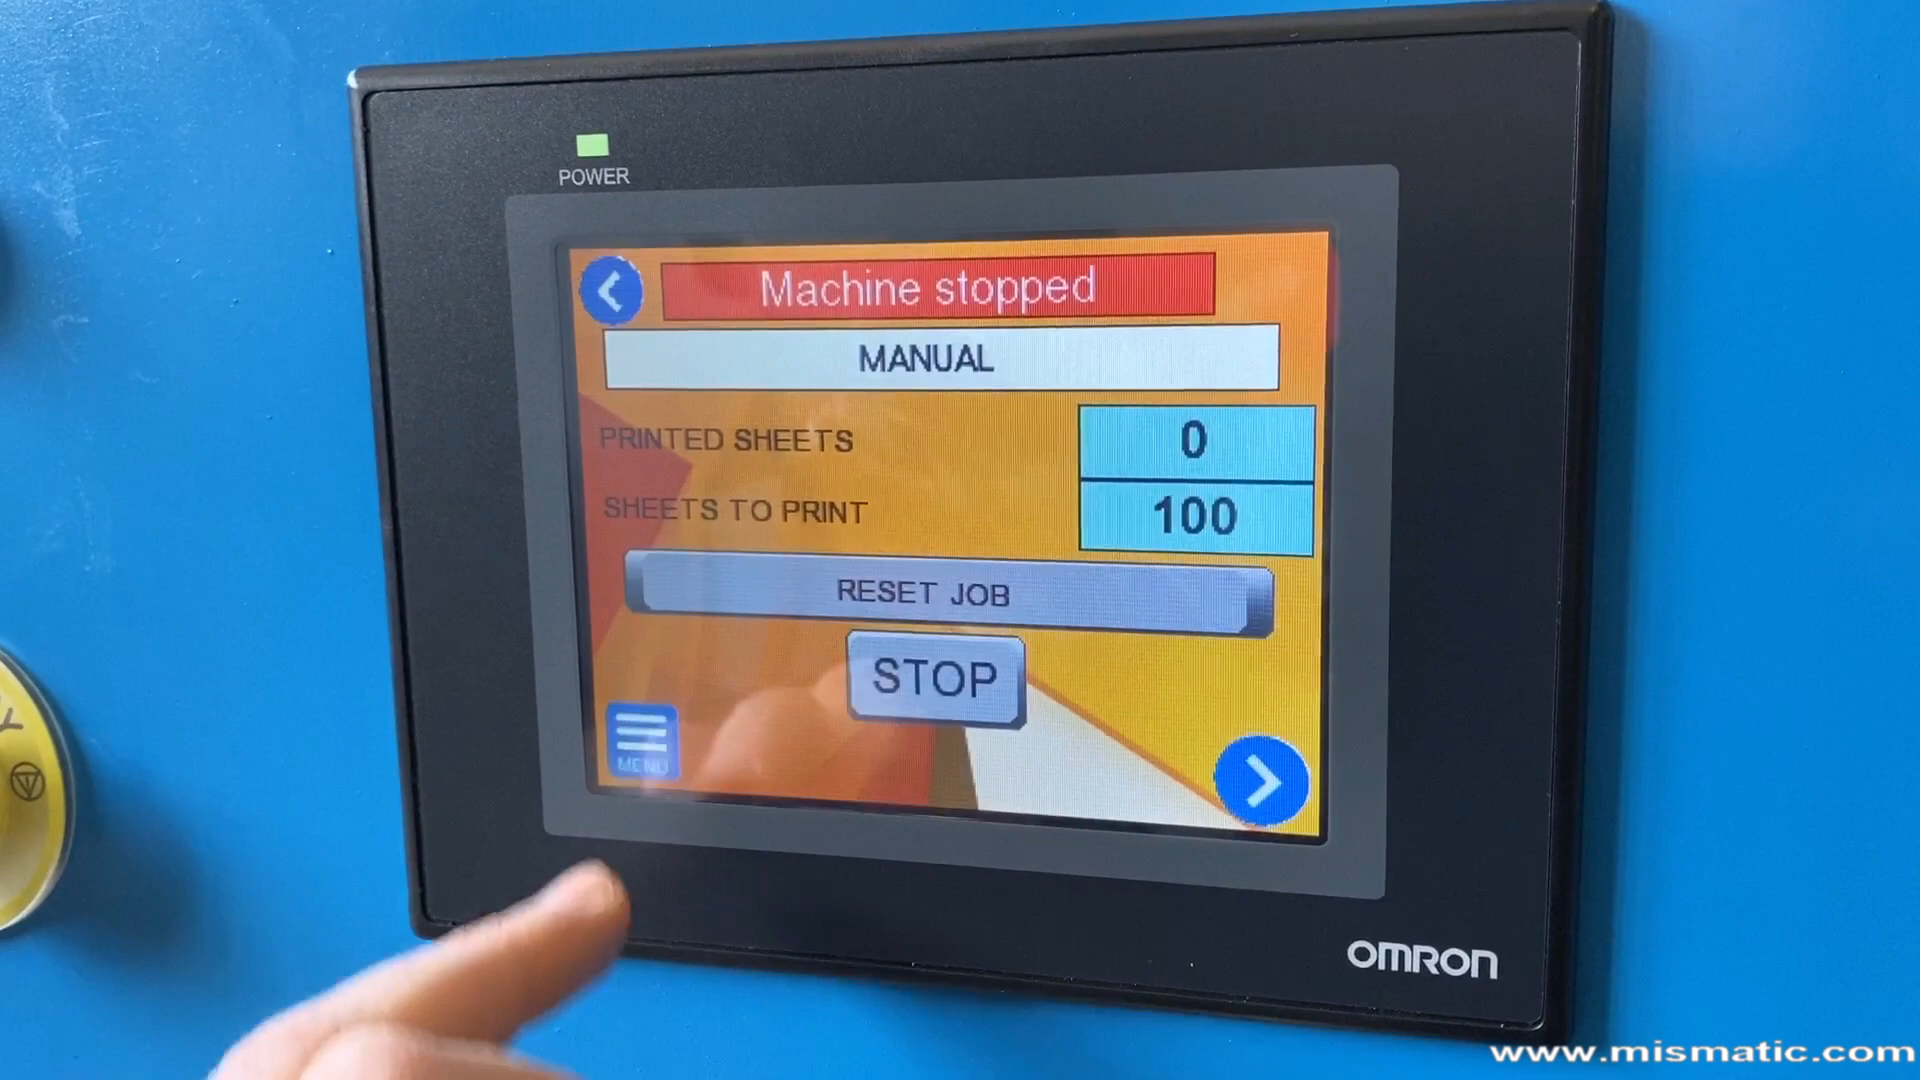 POWER
Machine stopped
MANUAL
PRINTED SHEETS 0
SHEETS TO PRINT 100
RESET JOB
STOP
MENU
OMRON
www.mismatic.com